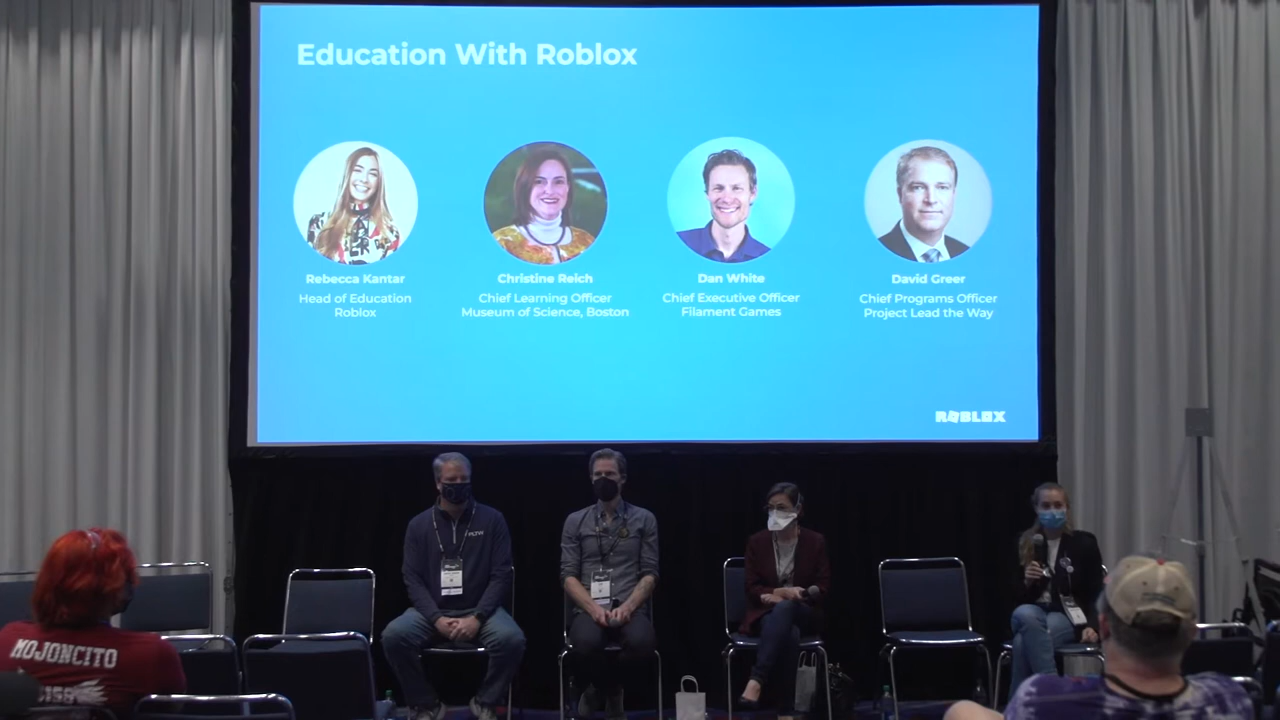 Education With Roblox
Rebecca Kantar
Head of Education
Roblox
Christine Reich
Chief Learning Officer
Museum of Science, Boston
Dan White
Chief Executive Officer
Filament Games
David Greer
Chief Programs Officer
Project Lead the Way
ROBLOX
PLTW
MOJONCITO